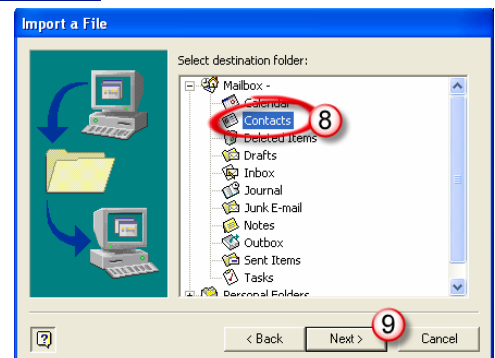 Import a File
Select destination folder:
Mailbox -
Calendar
Contacts
8
Deleted Items
Drafts
Inbox
Journal
Junk E-mail
Notes
Outbox
Sent Items
Tasks
Personal Folders
9
< Back
Next >
Cancel